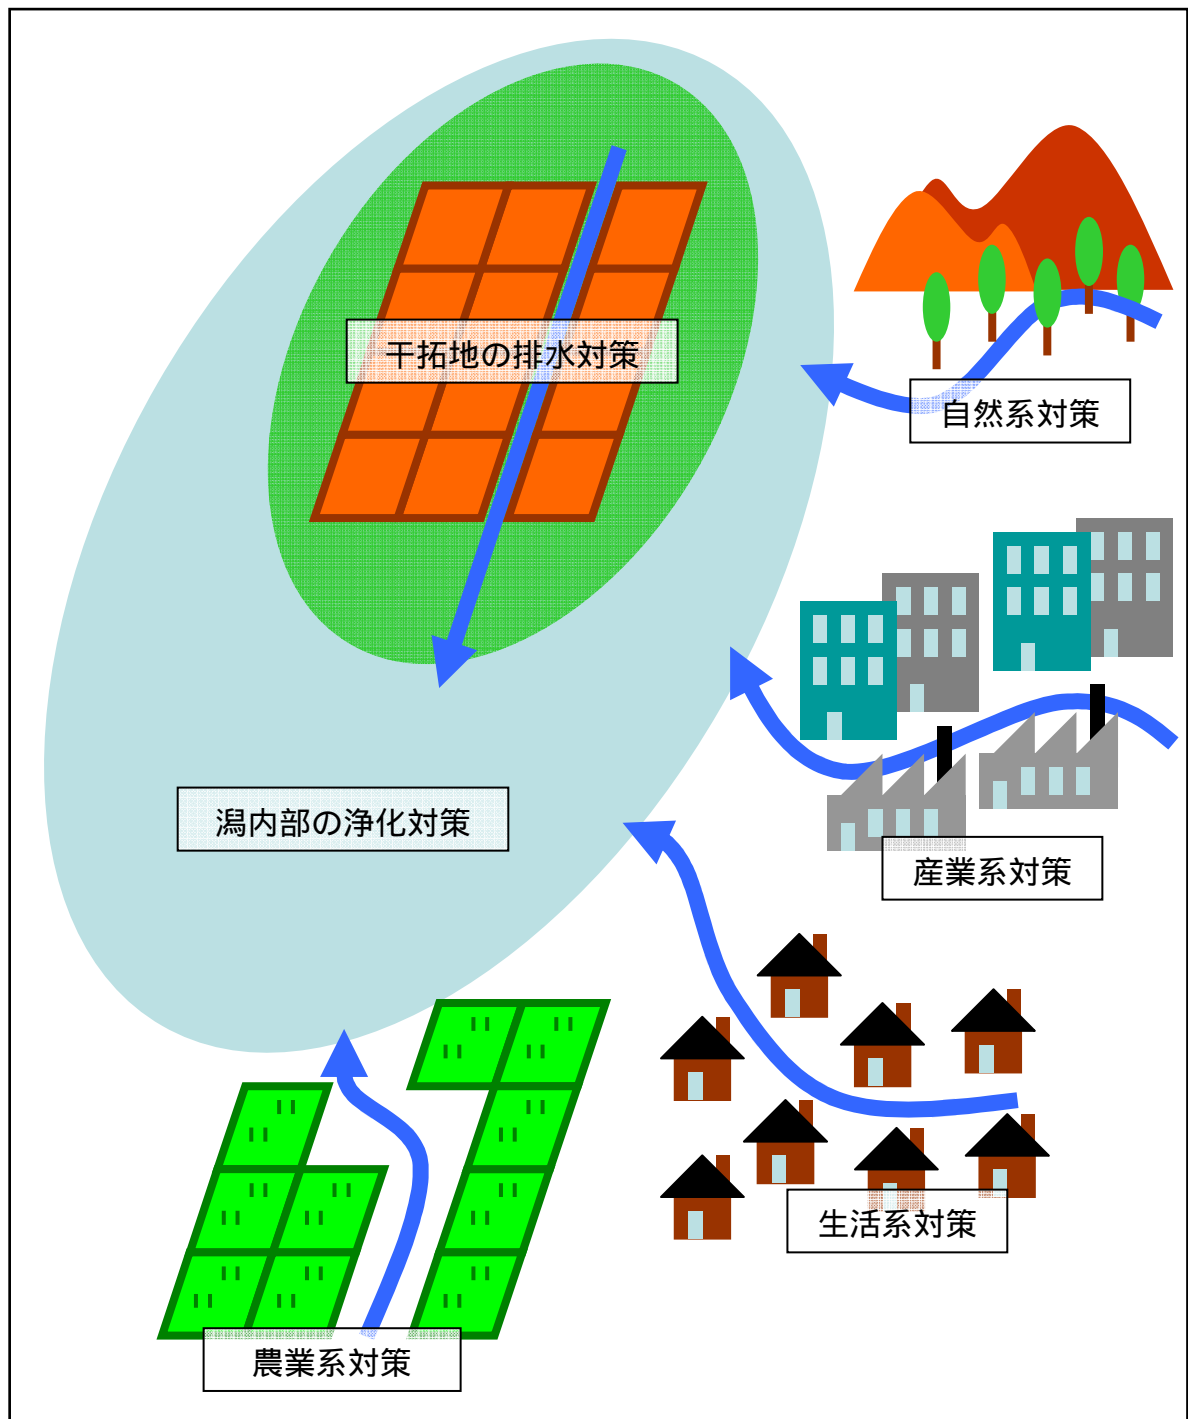 干拓地の排水対策
自然系対策
潟内部の浄化対策
産業系対策
生活系対策
農業系対策